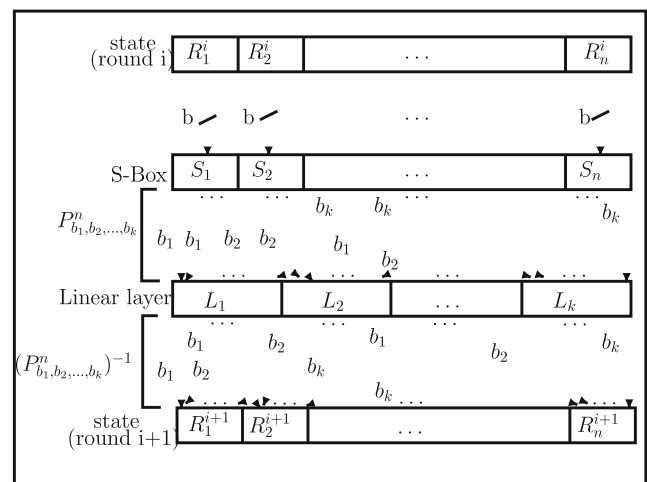 state
(round i) R_1^i R_2^i ... R_n^i
b b ... b
S-Box S_1 S_2 ... S_n
... ... ... ...
b_k b_k b_k
P^n_{b_1,b_2,...,b_k}
b_1 b_1 b_2 b_2 b_1
b_2
... ... ... ...
Linear layer L_1 L_2 ... L_k
... ... ... ...
b_1 b_2 b_1 b_2 b_k
(P^n_{b_1,b_2,...,b_k})^{-1}
b_1 b_2 b_k
b_k ...
... ... ...
state R_1^{i+1} R_2^{i+1} ... R_n^{i+1}
(round i+1)